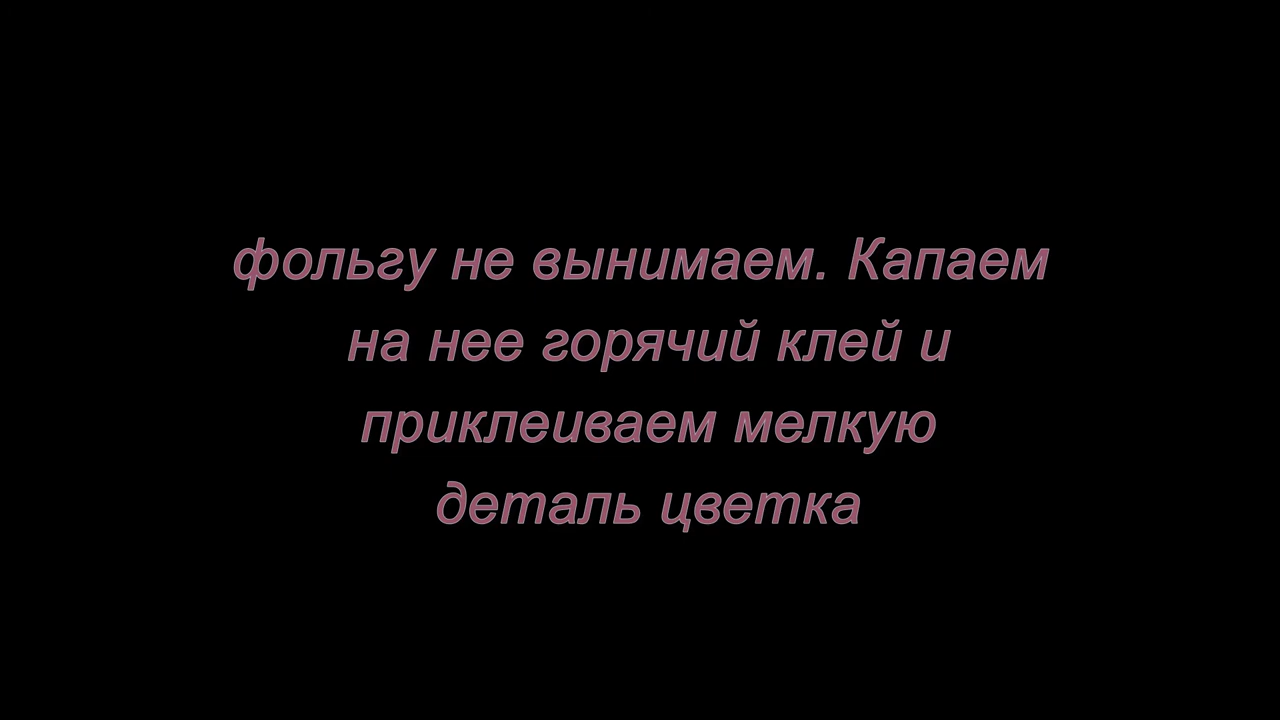 фольгу не вынимаем. Капаем
на нее горячий клей и
приклеиваем мелкую
деталь цветка